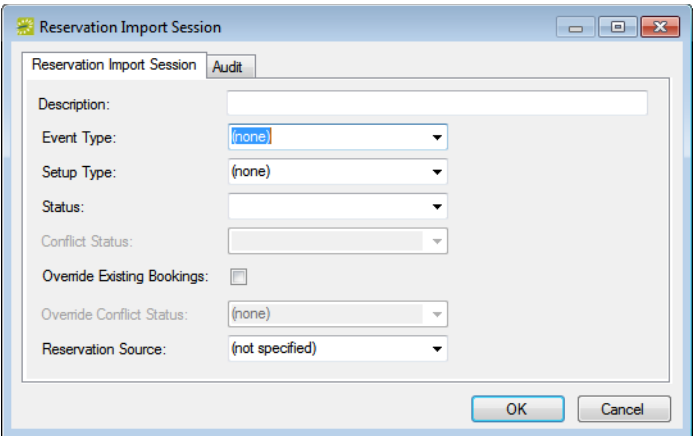 Reservation Import Session
Reservation Import Session Audit
Description:
Event Type: (none)
Setup Type: (none)
Status:
Conflict Status:
Override Existing Bookings:
Override Conflict Status: (none)
Reservation Source: (not specified)
OK Cancel